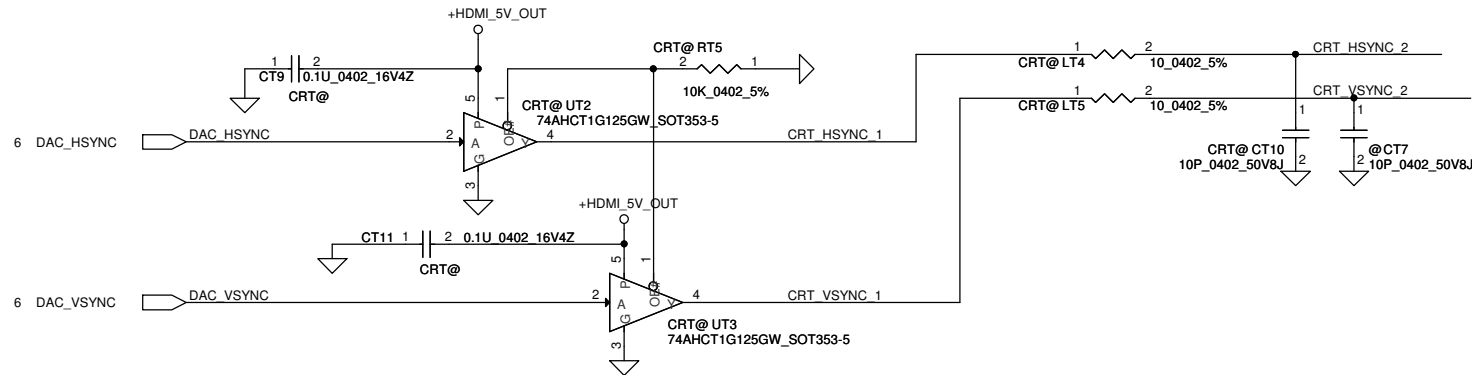 +HDMI_5V_OUT
1 2
CT9 0.1U_0402_16V4Z
CRT@
CRT@ RT5
2 1
10K_0402_5%
5
1
CRT@ UT2
74AHCT1G125GW_SOT353-5
6 DAC_HSYNC
DAC_HSYNC
2 A P OE# Y G 4
3
CRT_HSYNC_1
1 2
CRT@ LT4 10_0402_5%
CRT_HSYNC_2
1 2
CRT@ LT5 10_0402_5%
CRT_VSYNC_2
1
CRT@ CT10
2
10P_0402_50V8J
1
@ CT7
2
10P_0402_50V8J
+HDMI_5V_OUT
CT11 1 2 0.1U_0402_16V4Z
CRT@
5
1
6 DAC_VSYNC
DAC_VSYNC
2 A P OE# Y G 4
3
CRT_VSYNC_1
CRT@ UT3
74AHCT1G125GW_SOT353-5